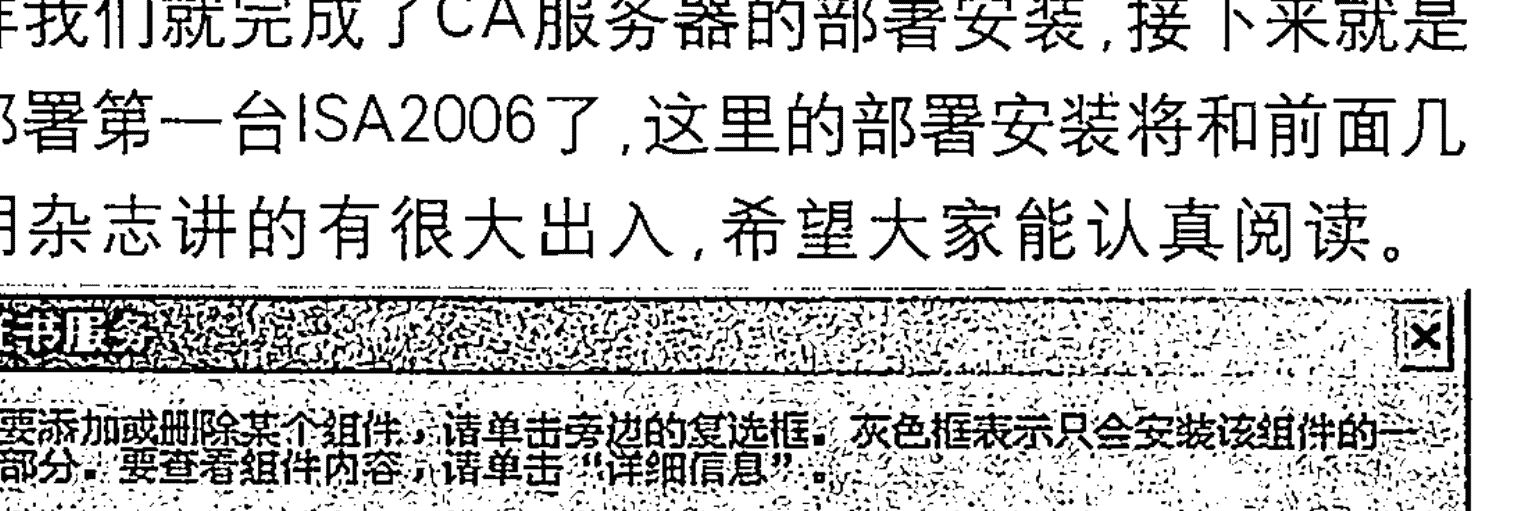 我们就完成了CA服务器的部署安装,接下来就是
署第一台ISA2006了,这里的部署安装将和前面几
杂志讲的有很大出入,希望大家能认真阅读。
书服务
要添加或删除某个组件，请单击旁边的复选框。灰色框表示只会安装该组件的一
部分。要查看组件内容，请单击“详细信息”。